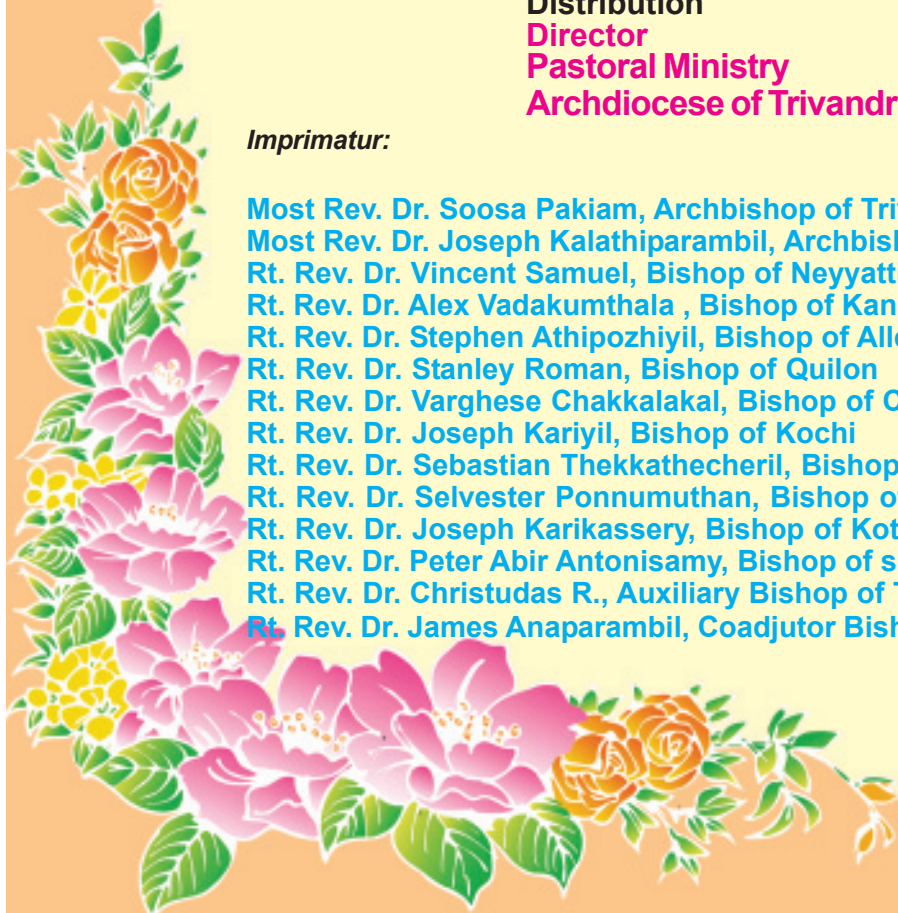 Distribution
Director
Pastoral Ministry
Archdiocese of Trivandr
Imprimatur:
Most Rev. Dr. Soosa Pakiam, Archbishop of Tri
Most Rev. Dr. Joseph Kalathiparambil, Archbish
Rt. Rev. Dr. Vincent Samuel, Bishop of Neyyatt
Rt. Rev. Dr. Alex Vadakumthala , Bishop of Kan
Rt. Rev. Dr. Stephen Athipozhiyil, Bishop of Alle
Rt. Rev. Dr. Stanley Roman, Bishop of Quilon
Rt. Rev. Dr. Varghese Chakkalakal, Bishop of C
Rt. Rev. Dr. Joseph Kariyil, Bishop of Kochi
Rt. Rev. Dr. Sebastian Thekkathecheril, Bishop
Rt. Rev. Dr. Selvester Ponnumuthan, Bishop o
Rt. Rev. Dr. Joseph Karikassery, Bishop of Kot
Rt. Rev. Dr. Peter Abir Antonisamy, Bishop of s
Rt. Rev. Dr. Christudas R., Auxiliary Bishop of T
Rt. Rev. Dr. James Anaparambil, Coadjutor Bish